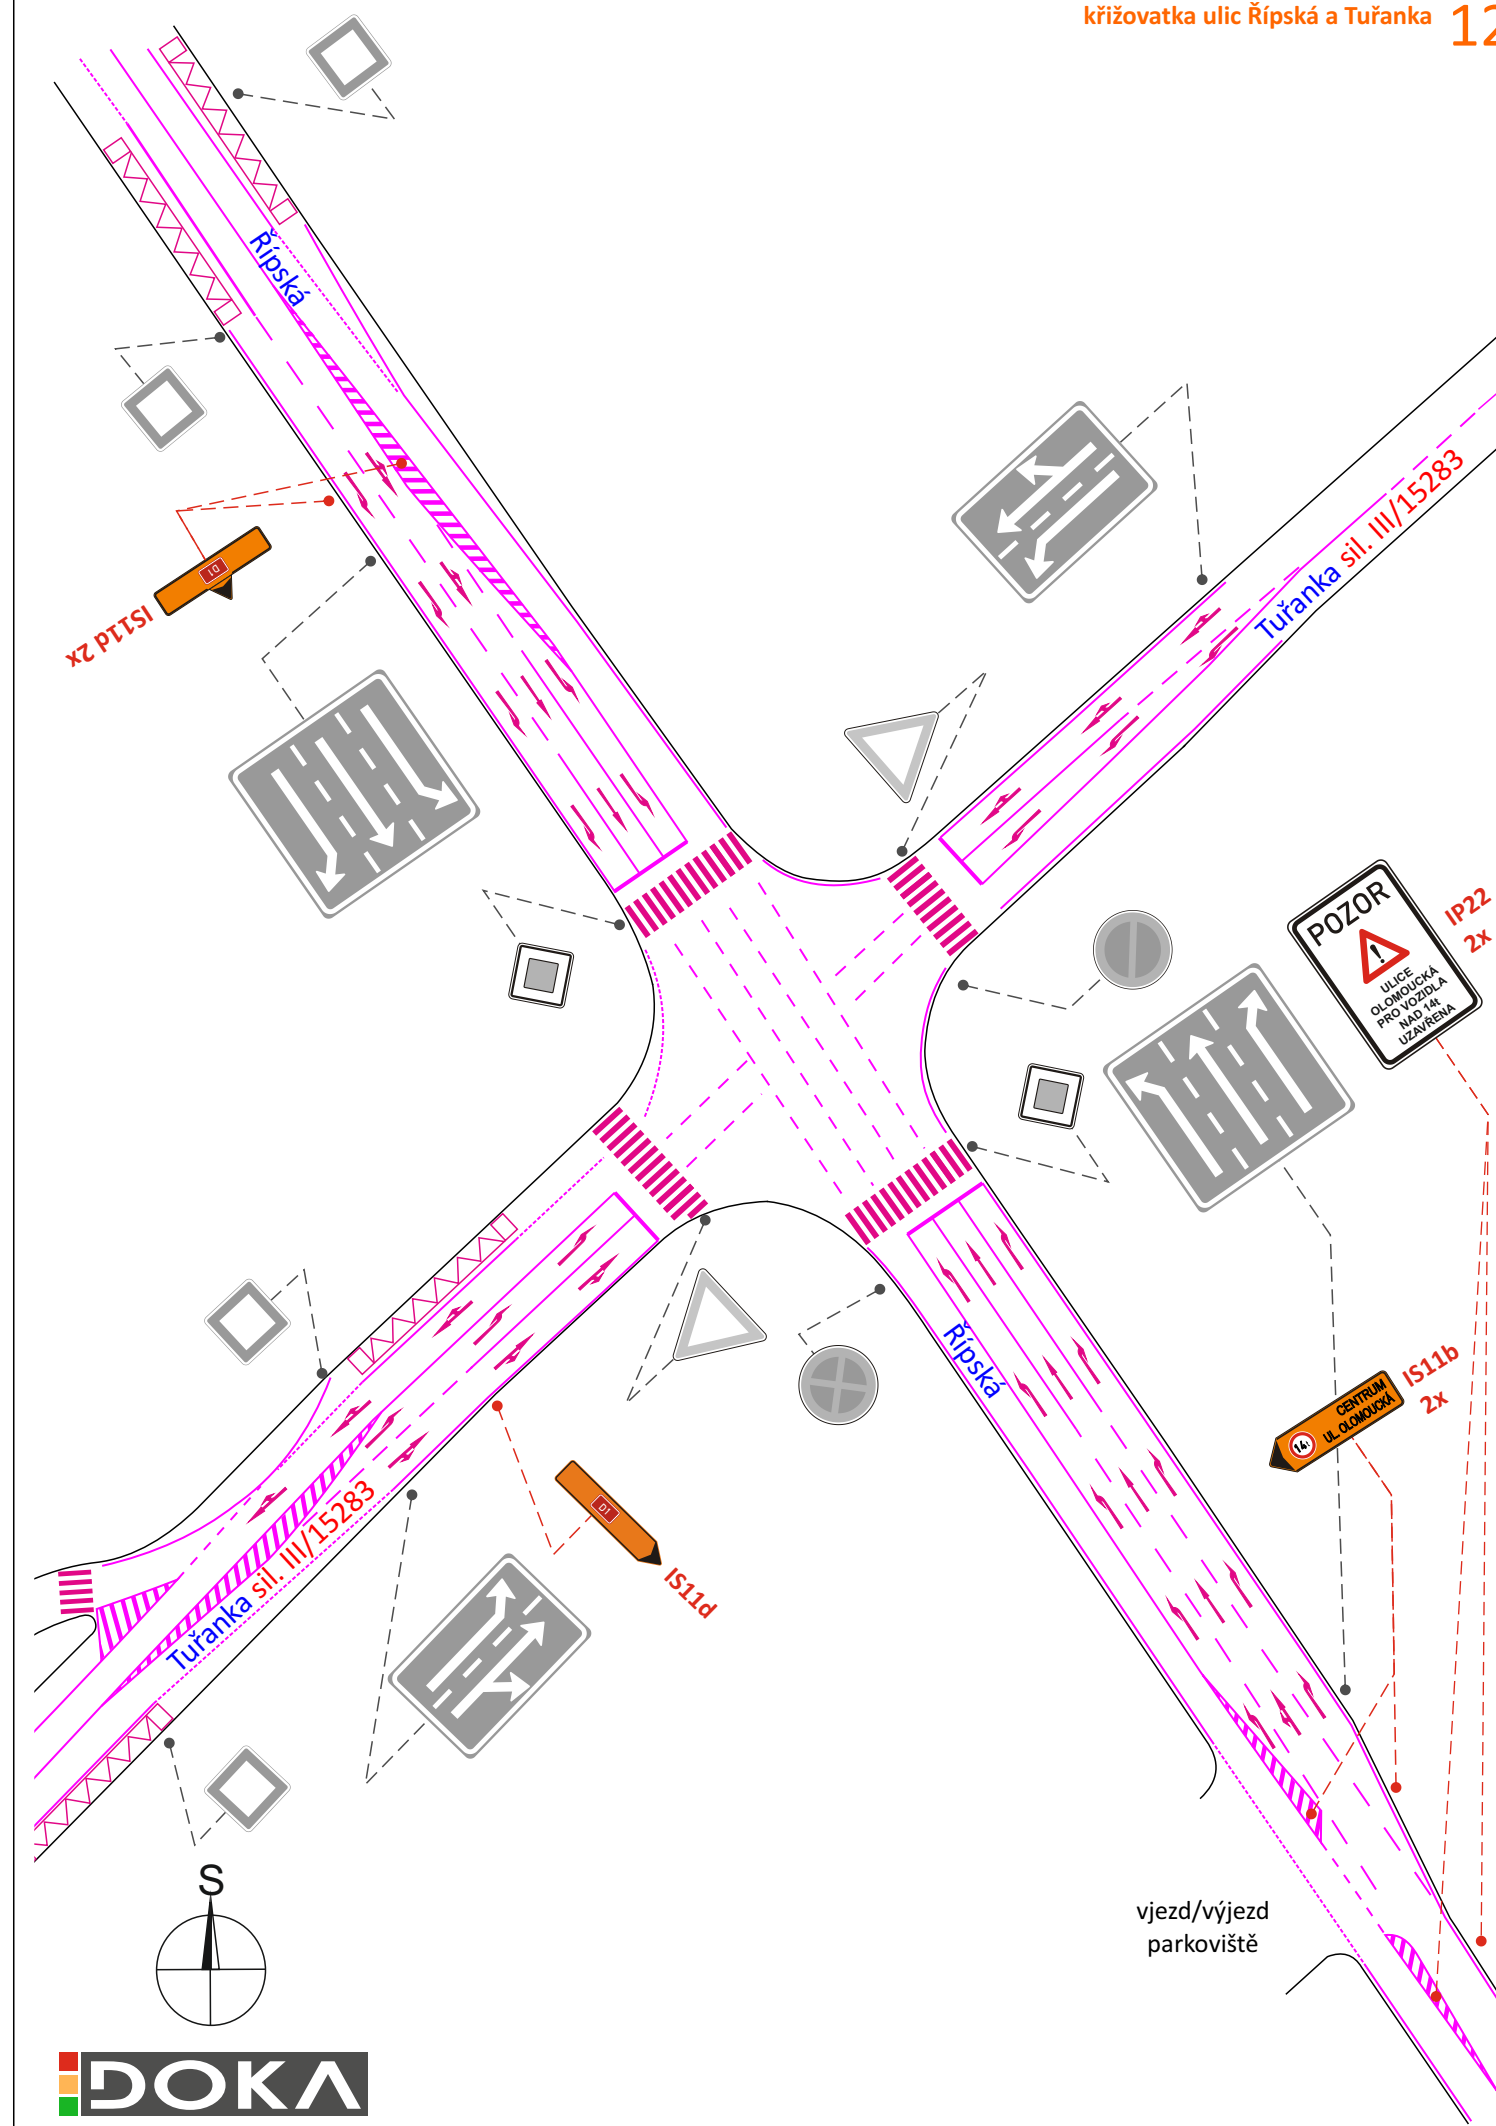 křižovatka ulic Řípská a Tuřanka 12
Řípská
Tuřanka sil. III/15283
D1
IS11d 2x
POZOR
!
ULICE
OLOMOUCKÁ
PRO VOZIDLA
NAD 14t
UZAVŘENA
IP22
2x
Řípská
CENTRUM
UL. OLOMOUCKÁ
14t
IS11b
2x
D1
IS11d
Tuřanka sil. III/15283
S
vjezd/výjezd
parkoviště
DOKA